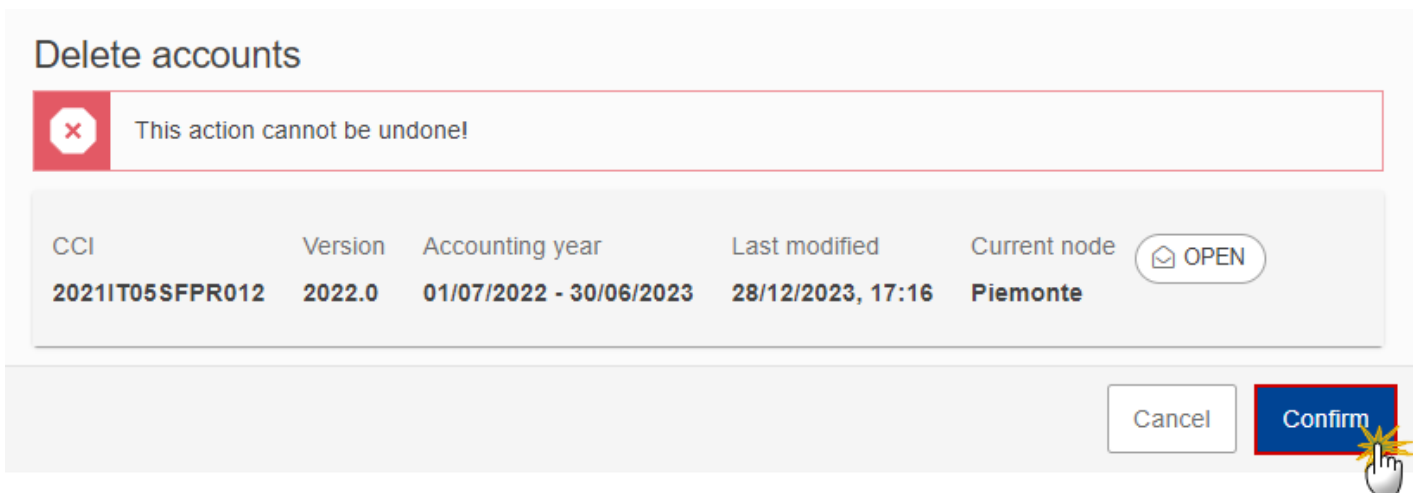 Delete accounts
This action cannot be undone!
CCI Version Accounting year Last modified Current node OPEN
2021IT05SFPR012 2022.0 01/07/2022 - 30/06/2023 28/12/2023, 17:16 Piemonte
Cancel Confirm